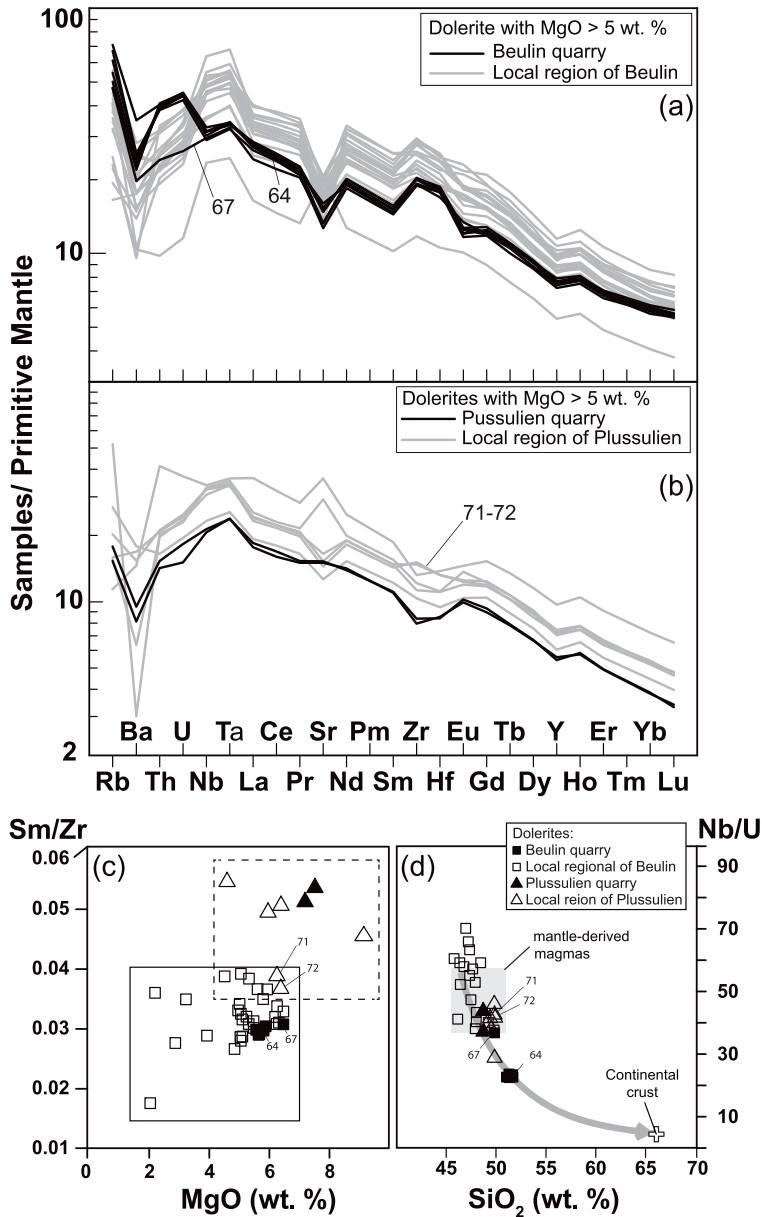 100
Dolerite with MgO > 5 wt. %
Beulin quarry
Local region of Beulin
(a)
67
64
10
Samples/ Primitive Mantle
Dolerites with MgO > 5 wt. %
Pussulien quarry
Local region of Plussulien
(b)
71-72
10
2
Ba U Ta Ce Sr Pm Zr Eu Tb Y Er Yb
Rb Th Nb La Pr Nd Sm Hf Gd Dy Ho Tm Lu
Sm/Zr
Nb/U
0.06
0.05
0.04
0.03
0.02
0.01
(c)
71
72
64
67
0 2 4 6 8
MgO (wt. %)
(d)
Dolerites:
Beulin quarry
Local regional of Beulin
Plussulien quarry
Local reion of Plussulien
mantle-derived
magmas
71
72
67
64
Continental
crust
90
70
50
30
10
45 50 55 60 65 70
SiO2 (wt. %)